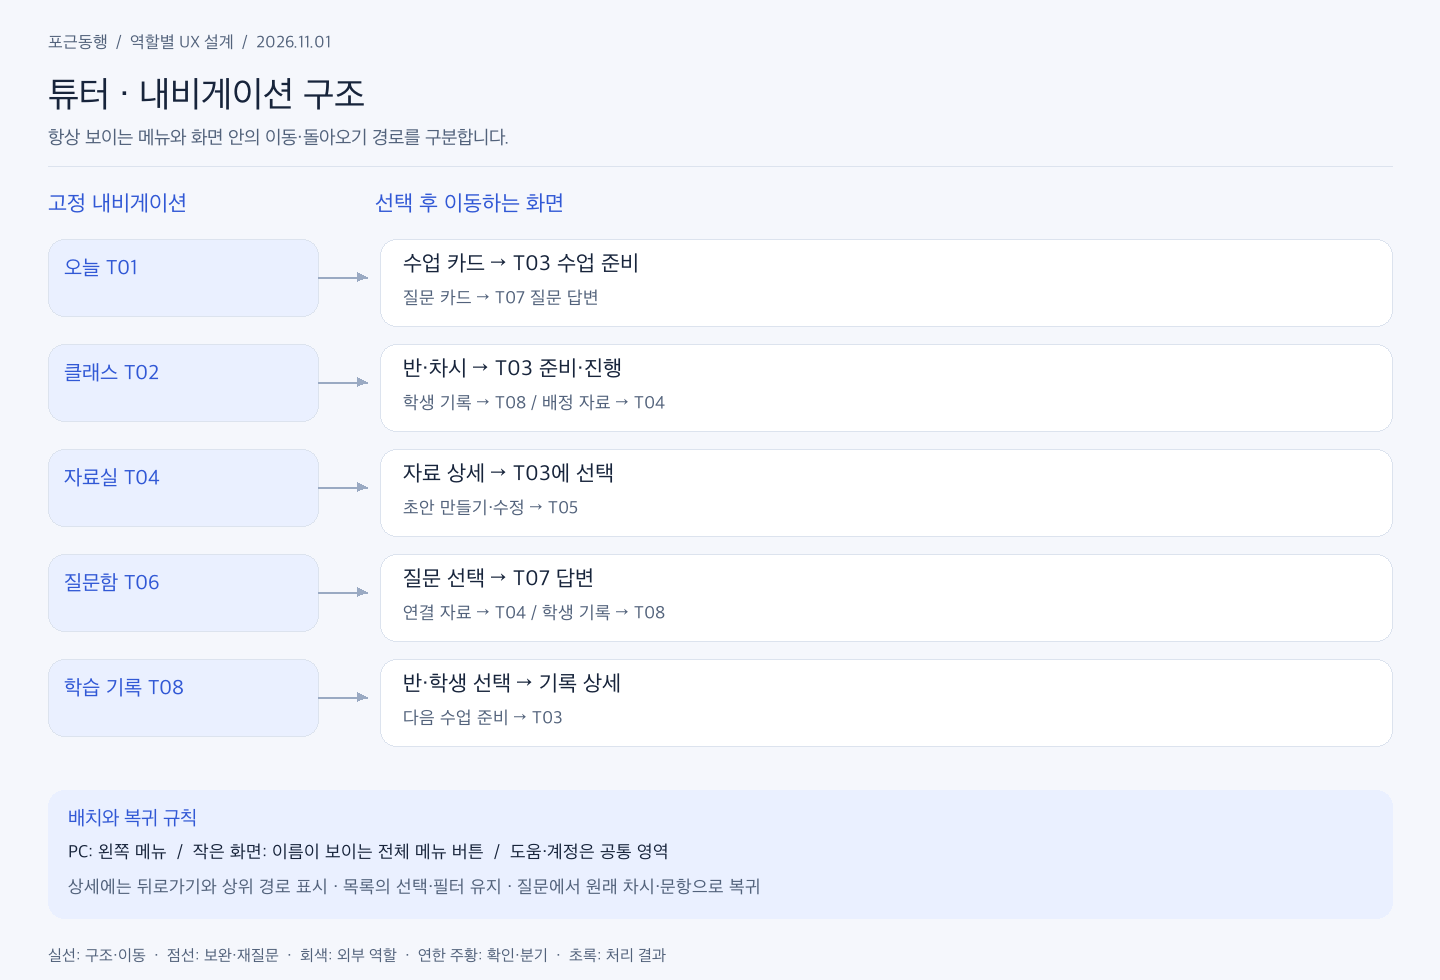 포근동행 / 역할별 UX 설계 / 2026.11.01
튜터 · 내비게이션 구조
항상 보이는 메뉴와 화면 안의 이동·돌아오기 경로를 구분합니다.
고정 내비게이션
선택 후 이동하는 화면
오늘 T01
수업 카드 → T03 수업 준비
질문 카드 → T07 질문 답변
클래스 T02
반·차시 → T03 준비·진행
학생 기록 → T08 / 배정 자료 → T04
자료실 T04
자료 상세 → T03에 선택
초안 만들기·수정 → T05
질문함 T06
질문 선택 → T07 답변
연결 자료 → T04 / 학생 기록 → T08
학습 기록 T08
반·학생 선택 → 기록 상세
다음 수업 준비 → T03
배치와 복귀 규칙
PC: 왼쪽 메뉴 / 작은 화면: 이름이 보이는 전체 메뉴 버튼 / 도움·계정은 공통 영역
상세에는 뒤로가기와 상위 경로 표시 · 목록의 선택·필터 유지 · 질문에서 원래 차시·문항으로 복귀
실선: 구조·이동 · 점선: 보완·재질문 · 회색: 외부 역할 · 연한 주황: 확인·분기 · 초록: 처리 결과